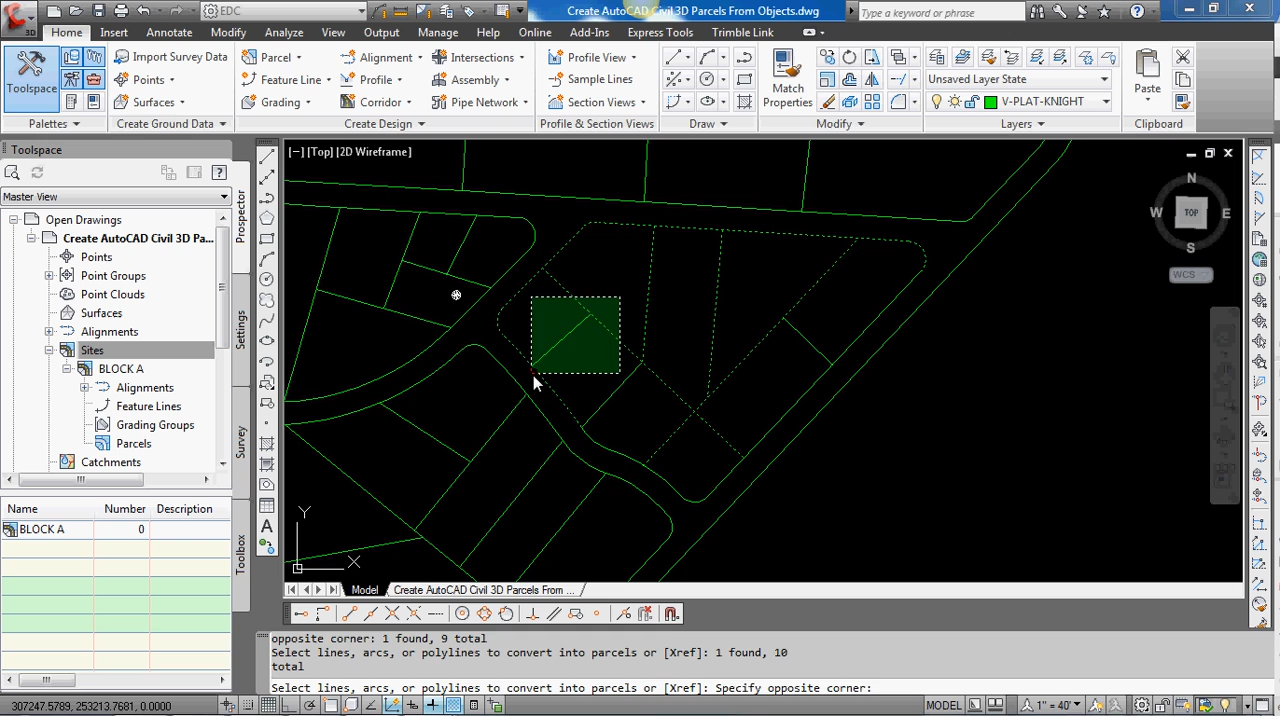 EDC
Create AutoCAD Civil 3D Parcels From Objects.dwg
Type a keyword or phrase
3D
Home Insert Annotate Modify Analyze View Output Manage Help Online Add-Ins Express Tools Trimble Link
Toolspace
Import Survey Data
Points
Surfaces
Parcel
Feature Line
Grading
Alignment
Profile
Corridor
Intersections
Assembly
Pipe Network
Profile View
Sample Lines
Section Views
Match Properties
Unsaved Layer State
V-PLAT-KNIGHT
Paste
Palettes
Create Ground Data
Create Design
Profile & Section Views
Draw
Modify
Layers
Clipboard
Toolspace
Master View
Open Drawings
Create AutoCAD Civil 3D Pa...
Points
Point Groups
Point Clouds
Surfaces
Alignments
Sites
BLOCK A
Alignments
Feature Lines
Grading Groups
Parcels
Catchments
Prospector
Settings
Survey
Toolbox
Name Number Description
BLOCK A 0
[−] [Top] [2D Wireframe]
N
W TOP E
S
WCS
Y
X
Model
Create AutoCAD Civil 3D Parcels From ...
opposite corner: 1 found, 9 total
Select lines, arcs, or polylines to convert into parcels or [Xref]: 1 found, 10
total
Select lines, arcs, or polylines to convert into parcels or [Xref]: Specify opposite corner:
307247.5789, 253213.7681, 0.0000
MODEL
1" = 40'